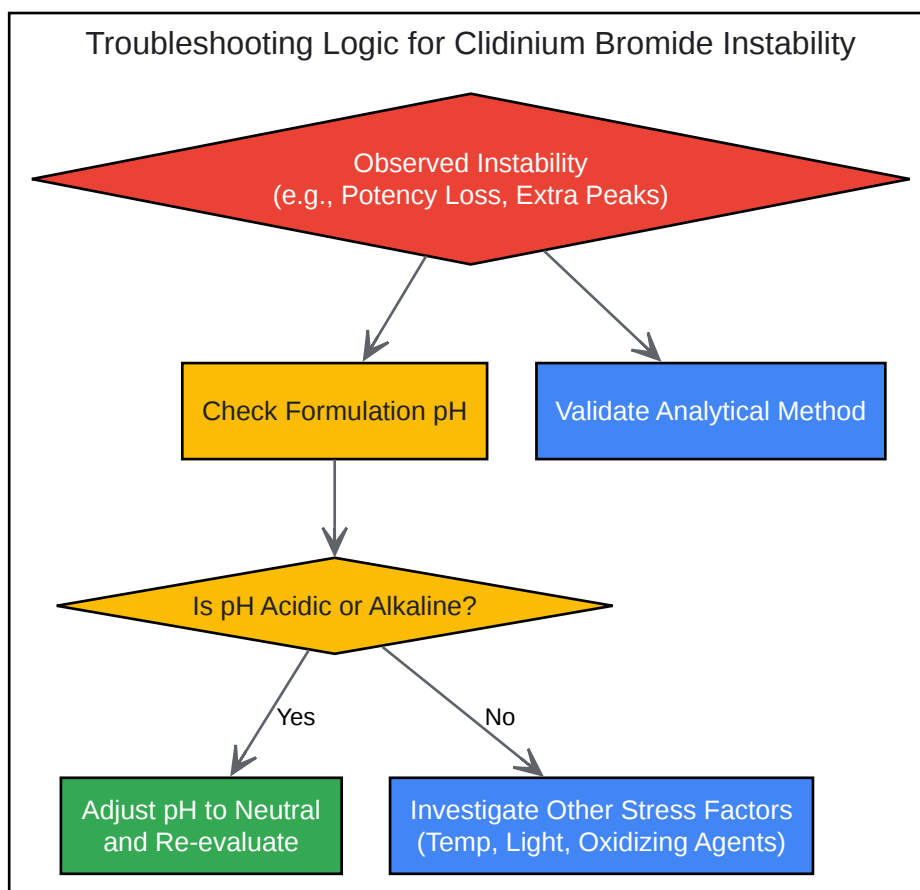 Troubleshooting Logic for Clidinium Bromide Instability
Observed Instability
(e.g., Potency Loss, Extra Peaks)
Check Formulation pH
Validate Analytical Method
Is pH Acidic or Alkaline?
Yes
No
Adjust pH to Neutral
and Re-evaluate
Investigate Other Stress Factors
(Temp, Light, Oxidizing Agents)